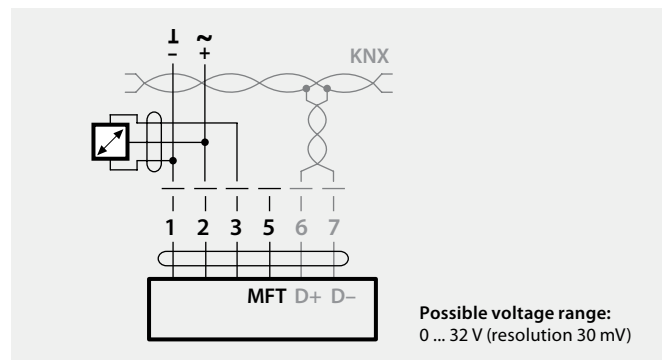 ⊥ ~
– +
KNX
1 2 3 5 6 7
MFT D+ D–
Possible voltage range:
0 ... 32 V (resolution 30 mV)